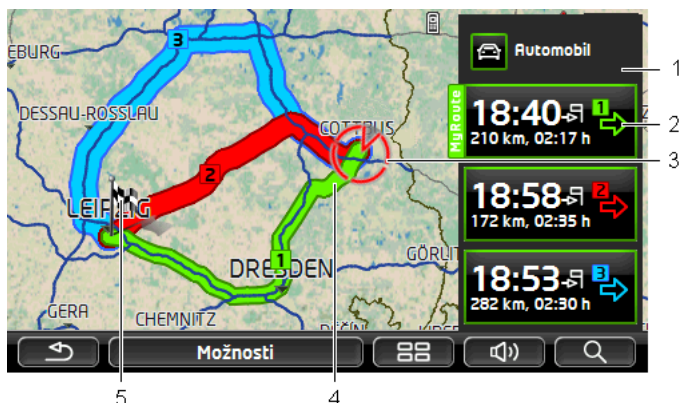 EBURG
3
DESSAU-ROSSLAU
COTTBUS
2
LEIPZIG
DRESDEN
1
GÖRLIT
GERA
CHEMNITZ
Automobil
1
MyRoute
18:40
1
210 km, 02:17 h
2
3
18:58
2
172 km, 02:35 h
18:53
3
282 km, 02:30 h
Možnosti
5
4